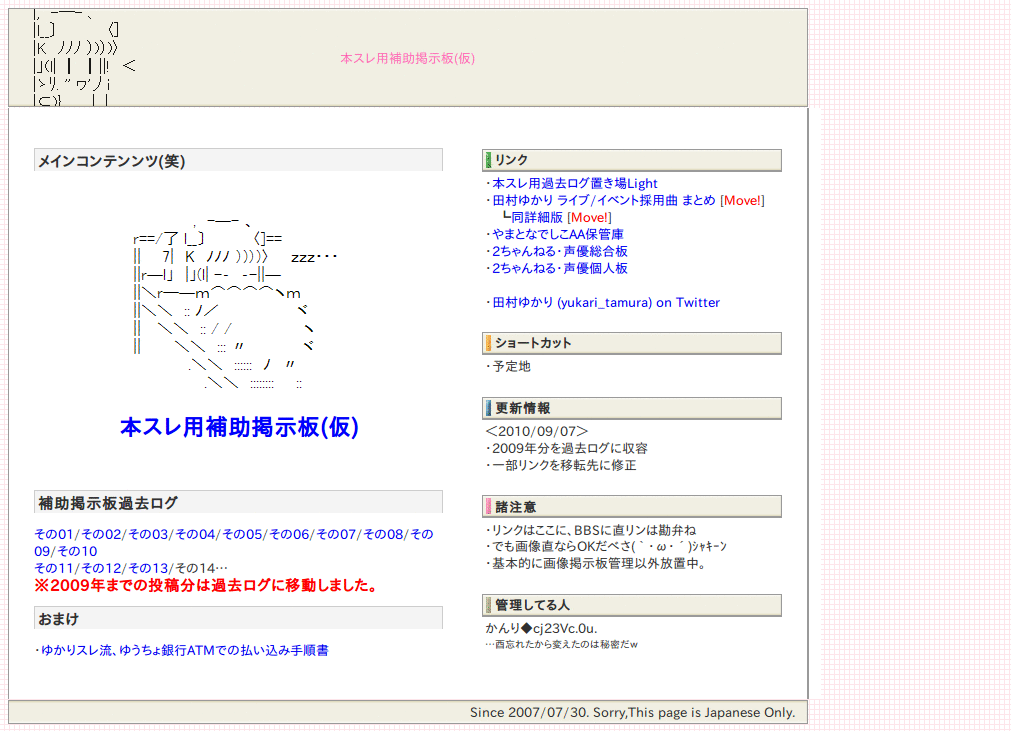 本スレ用補助掲示板(仮)
メインコンテンンツ(笑)
zzz･･･
本スレ用補助掲示板(仮)
補助掲示板過去ログ
その01/その02/その03/その04/その05/その06/その07/その08/その
09/その10
その11/その12/その13/その14…
※2009年までの投稿分は過去ログに移動しました。
おまけ
・ゆかりスレ流、ゆうちょ銀行ATMでの払い込み手順書
リンク
・本スレ用過去ログ置き場Light
・田村ゆかり ライブ/イベント採用曲 まとめ [Move!]
┗同詳細版 [Move!]
・やまとなでしこAA保管庫
・2ちゃんねる・声優総合板
・2ちゃんねる・声優個人板
・田村ゆかり (yukari_tamura) on Twitter
ショートカット
・予定地
更新情報
＜2010/09/07＞
・2009年分を過去ログに収容
・一部リンクを移転先に修正
諸注意
・リンクはここに、BBSに直リンは勘弁ね
・でも画像直ならOKだべさ(｀・ω・´)ｼｬｷｰﾝ
・基本的に画像掲示板管理以外放置中。
管理してる人
かんり◆cj23Vc.0u.
…酉忘れたから変えたのは秘密だw
Since 2007/07/30. Sorry,This page is Japanese Only.